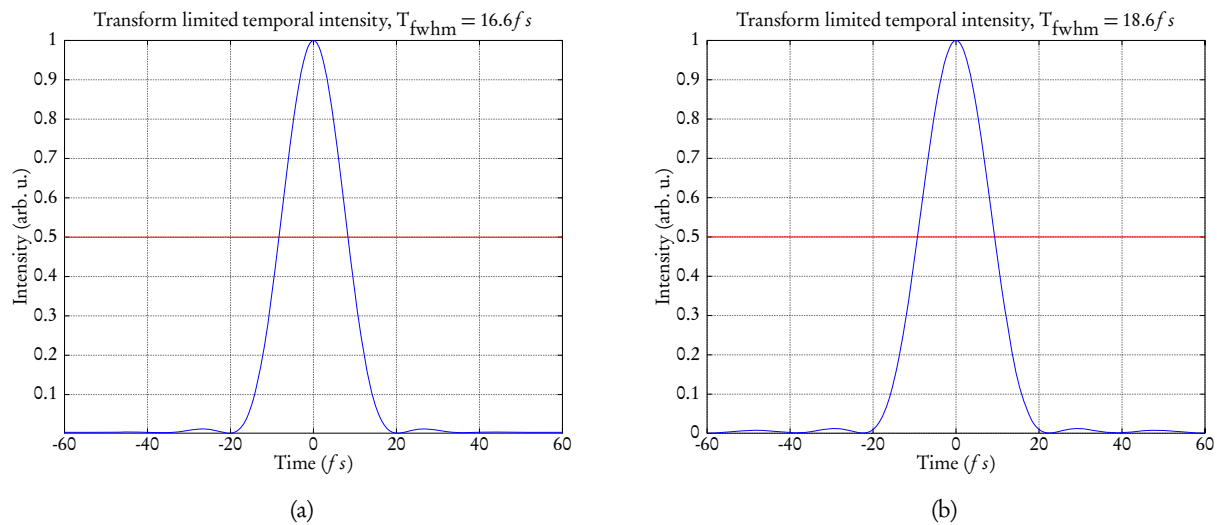 Transform limited temporal intensity, T_fwhm = 16.6fs
1
0.9
0.8
0.7
0.6
0.5
0.4
0.3
0.2
0.1
0
Intensity (arb. u.)
-60 -40 -20 0 20 40 60
Time (fs)
(a)
Transform limited temporal intensity, T_fwhm = 18.6fs
1
0.9
0.8
0.7
0.6
0.5
0.4
0.3
0.2
0.1
0
Intensity (arb. u.)
-60 -40 -20 0 20 40 60
Time (fs)
(b)